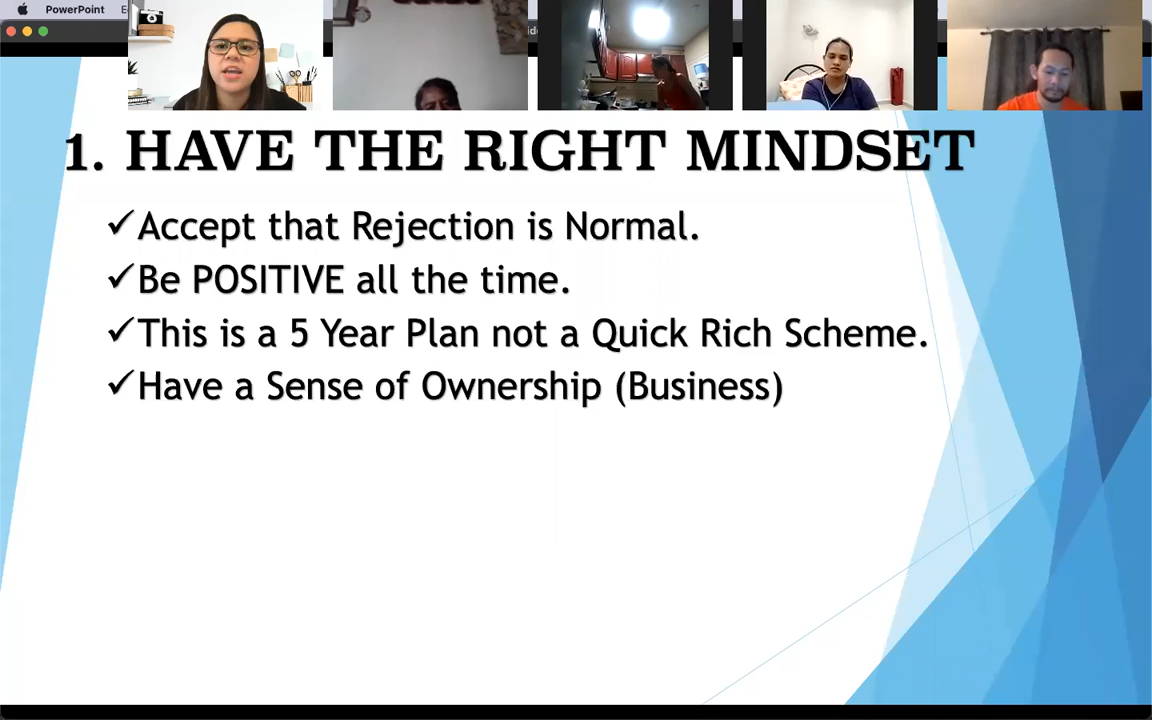 PowerPoint
1. HAVE THE RIGHT MINDSET
✓Accept that Rejection is Normal.
✓Be POSITIVE all the time.
✓This is a 5 Year Plan not a Quick Rich Scheme.
✓Have a Sense of Ownership (Business)